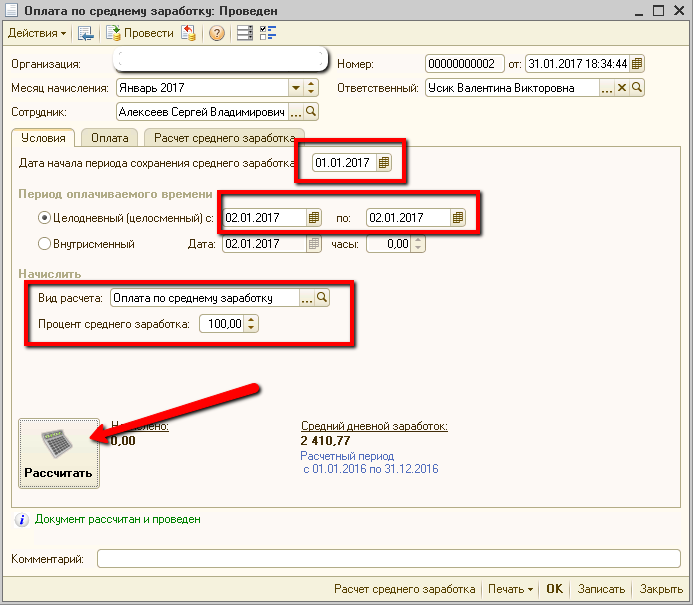 Оплата по среднему заработку: Проведен
Действия Провести
Организация: Номер: 00000000002 от: 31.01.2017 18:34:44
Месяц начисления: Январь 2017 Ответственный: Усик Валентина Викторовна ...
Сотрудник: Алексеев Сергей Владимирович ...
Условия Оплата Расчет среднего заработка
Дата начала периода сохранения среднего заработка 01.01.2017
Период оплачиваемого времени
Целодневный (целосменный) с: 02.01.2017 по: 02.01.2017
Внутрисменный Дата: 02.01.2017 часы: 0,00
Начислить
Вид расчета: Оплата по среднему заработку ...
Процент среднего заработка: 100,00
Средний дневной заработок:
0,00 2 410,77
Рассчитать
Расчетный период
с 01.01.2016 по 31.12.2016
Документ рассчитан и проведен
Комментарий:
Расчет среднего заработка Печать OK Записать Закрыть